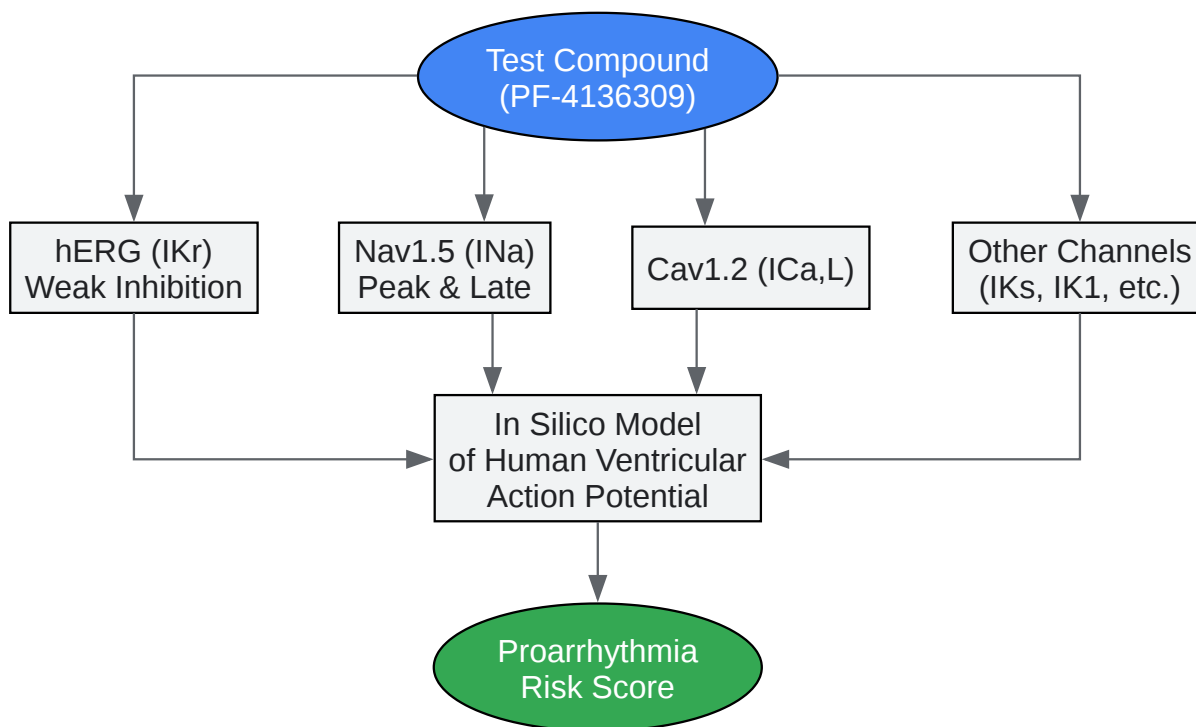 Test Compound
(PF-4136309)
hERG (IKr)
Weak Inhibition
Nav1.5 (INa)
Peak & Late
Cav1.2 (ICa,L)
Other Channels
(IKs, IK1, etc.)
In Silico Model
of Human Ventricular
Action Potential
Proarrhythmia
Risk Score